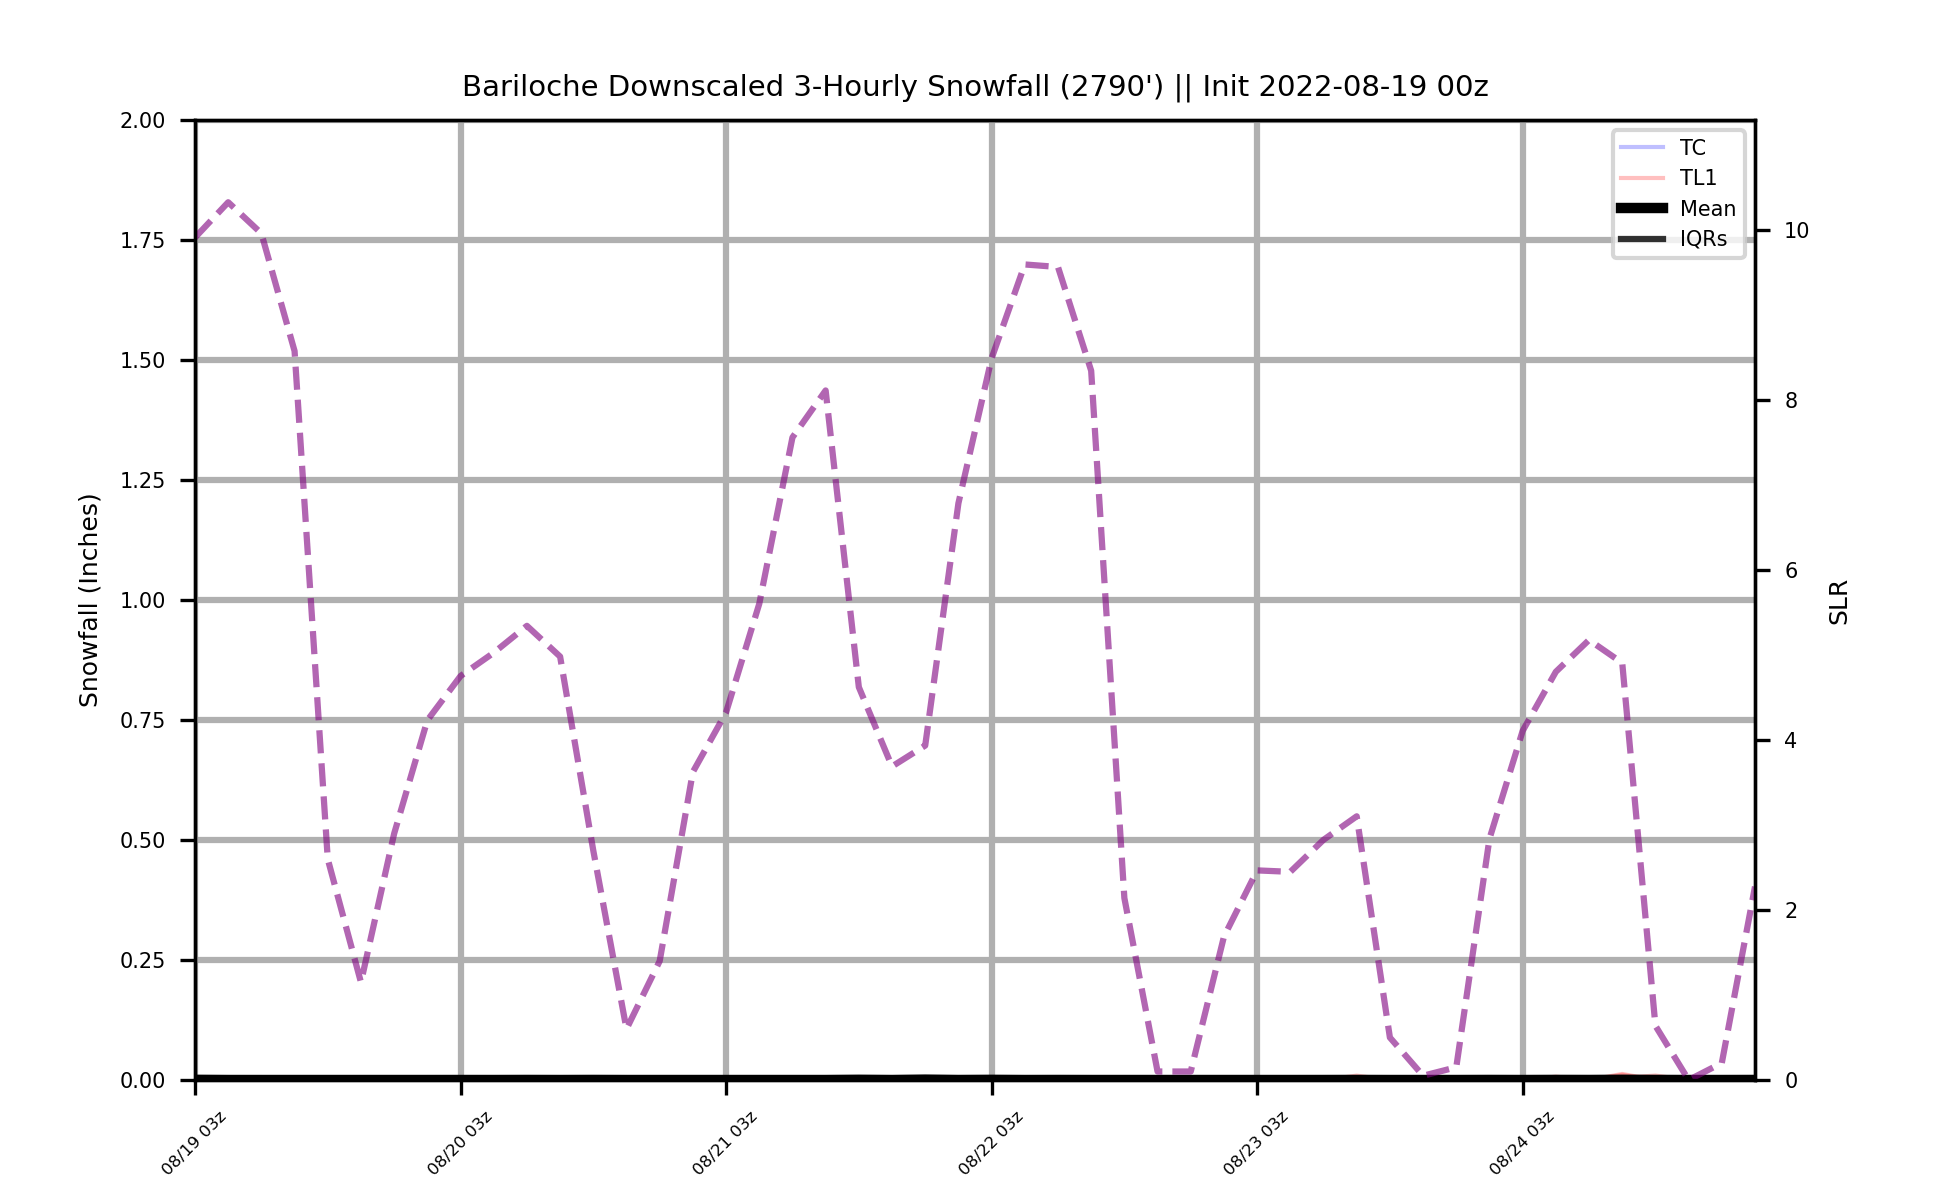 Bariloche Downscaled 3-Hourly Snowfall (2790') || Init 2022-08-19 00z
2.00
1.75
1.50
1.25
1.00
0.75
0.50
0.25
0.00
Snowfall (Inches)
TC
TL1
Mean
IQRs
10
8
6
4
2
0
SLR
08/19 03z
08/20 03z
08/21 03z
08/22 03z
08/23 03z
08/24 03z